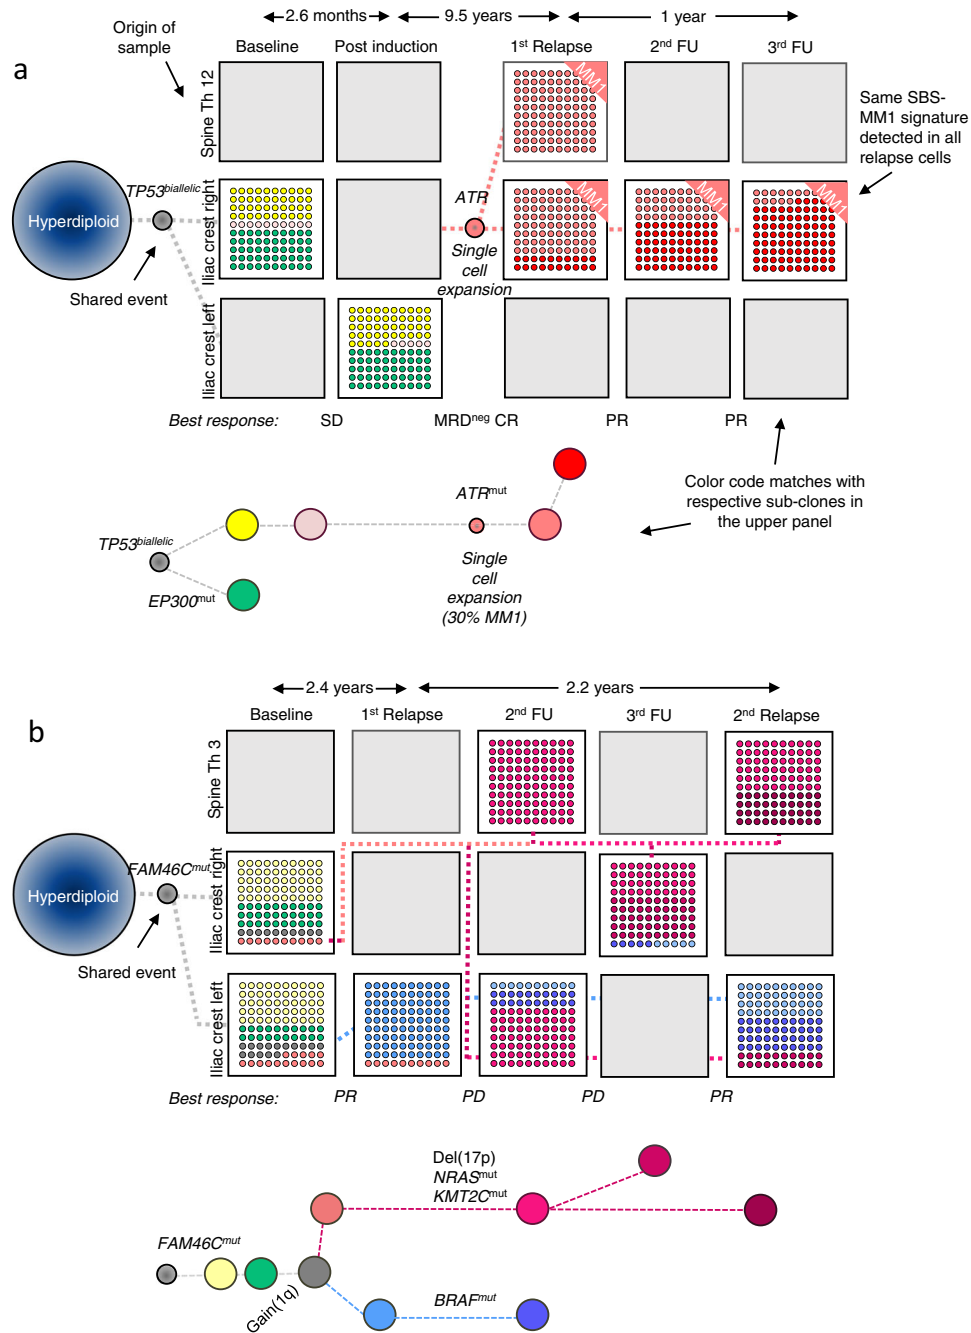 2.6 months
9.5 years
1 year
Origin of
sample
Baseline
Post induction
1st Relapse
2nd FU
3rd FU
a
Spine Th 12
MM1
Same SBS-
MM1 signature
detected in all
relapse cells
Hyperdiploid
TP53biallelic
Iliac crest right
ATR
MM1
MM1
MM1
Single
cell
expansion
Shared event
Iliac crest left
Best response:
SD
MRDneg CR
PR
PR
Color code matches with
respective sub-clones in
the upper panel
ATRmut
TP53biallelic
Single
cell
expansion
(30% MM1)
EP300mut
2.4 years
2.2 years
Baseline
1st Relapse
2nd FU
3rd FU
2nd Relapse
b
Spine Th 3
Hyperdiploid
FAM46Cmut
Iliac crest right
Shared event
Iliac crest left
Best response:
PR
PD
PD
PR
Del(17p)
NRASmut
KMT2Cmut
FAM46Cmut
Gain(1q)
BRAFmut